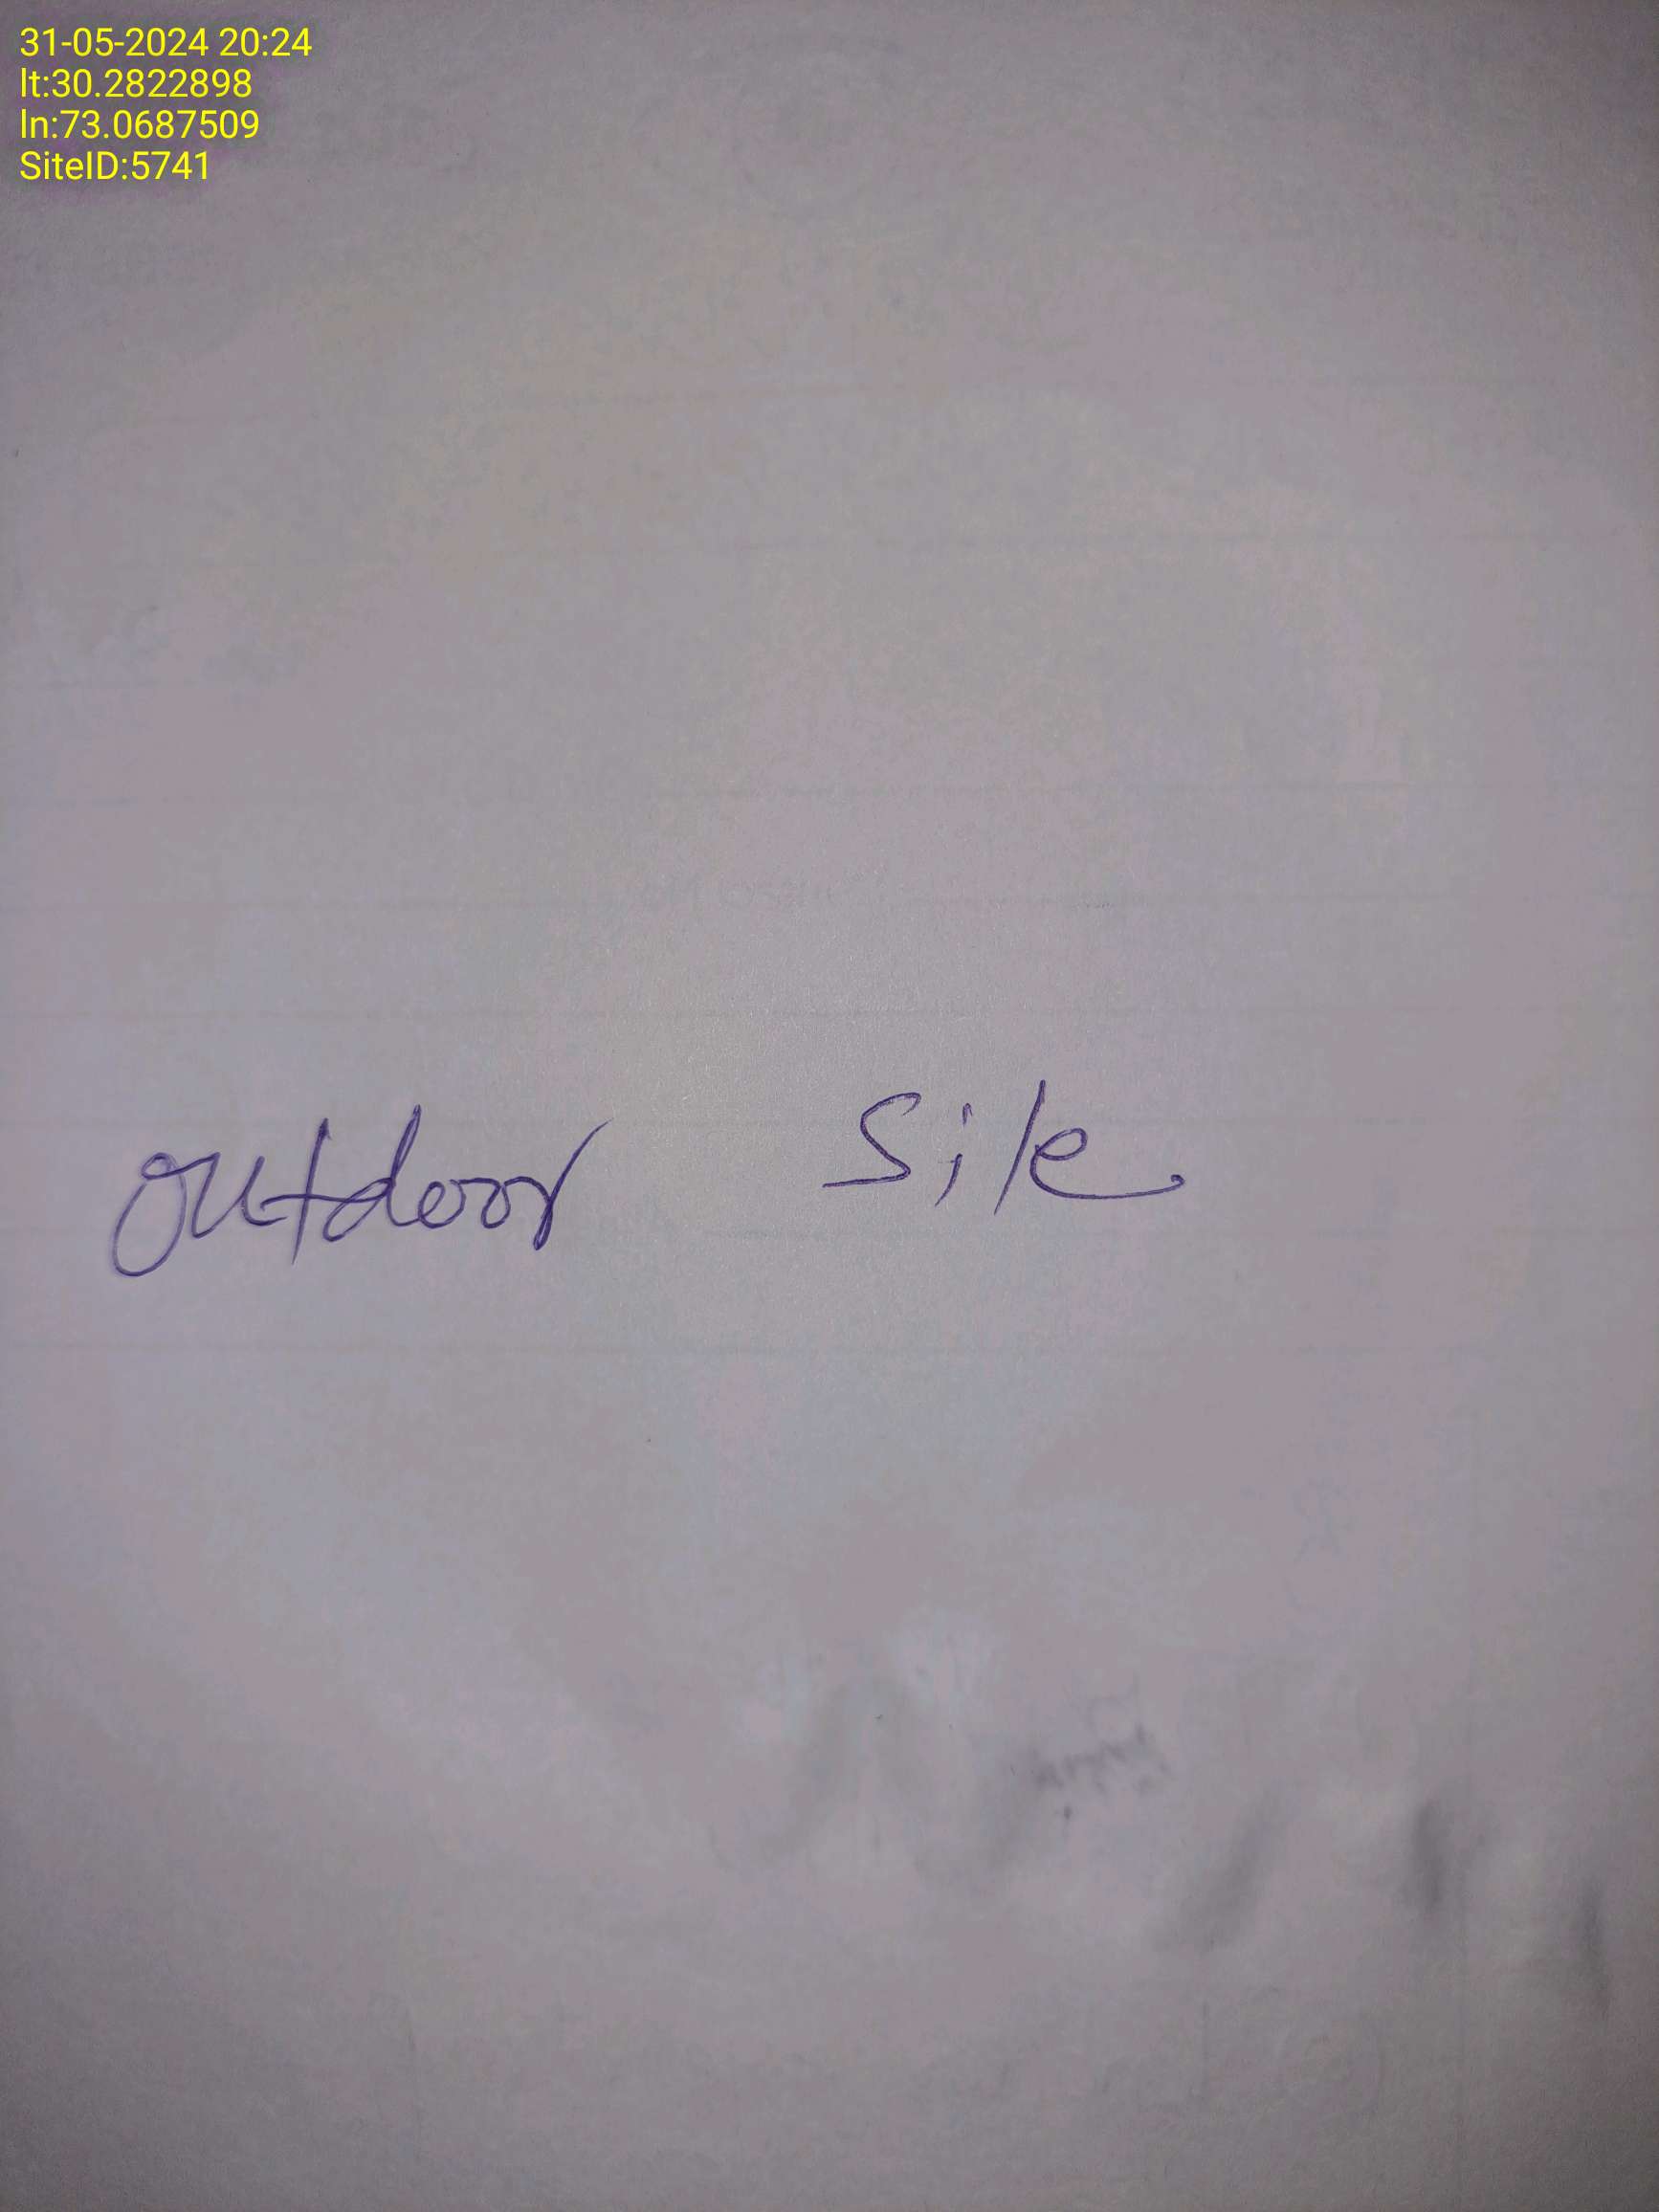 31-05-2024 20:24
lt:30.2822898
ln:73.0687509
SiteID:5741
outdoor Site